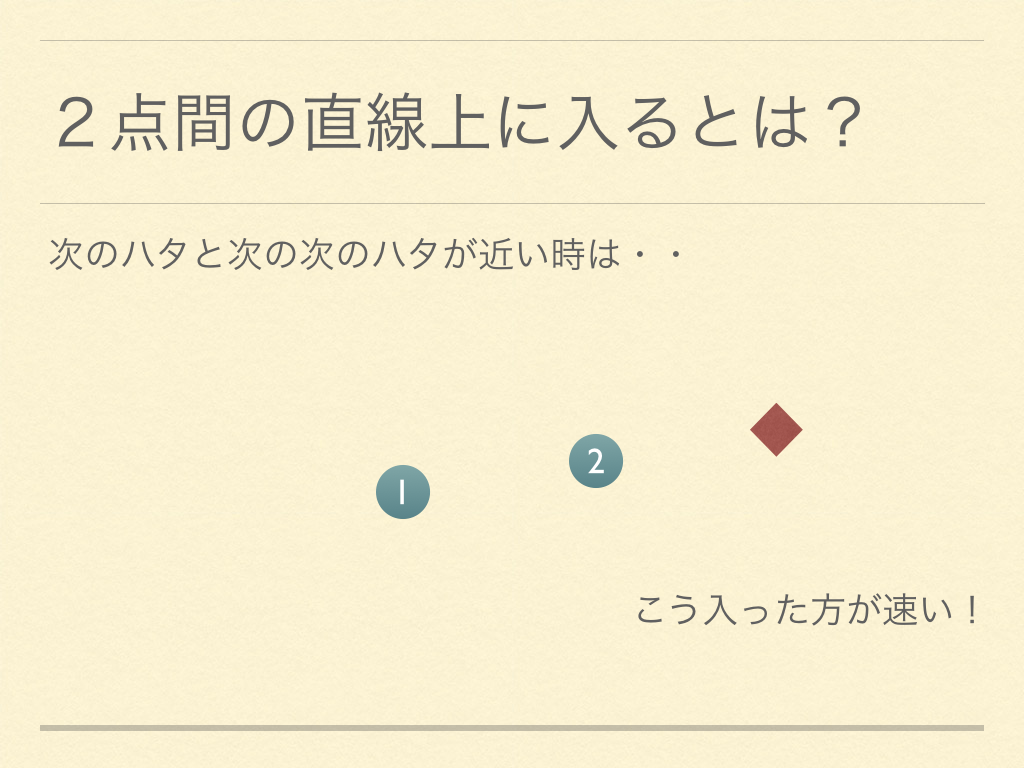 ２点間の直線上に入るとは？
次のハタと次の次のハタが近い時は・・
2
1
こう入った方が速い！